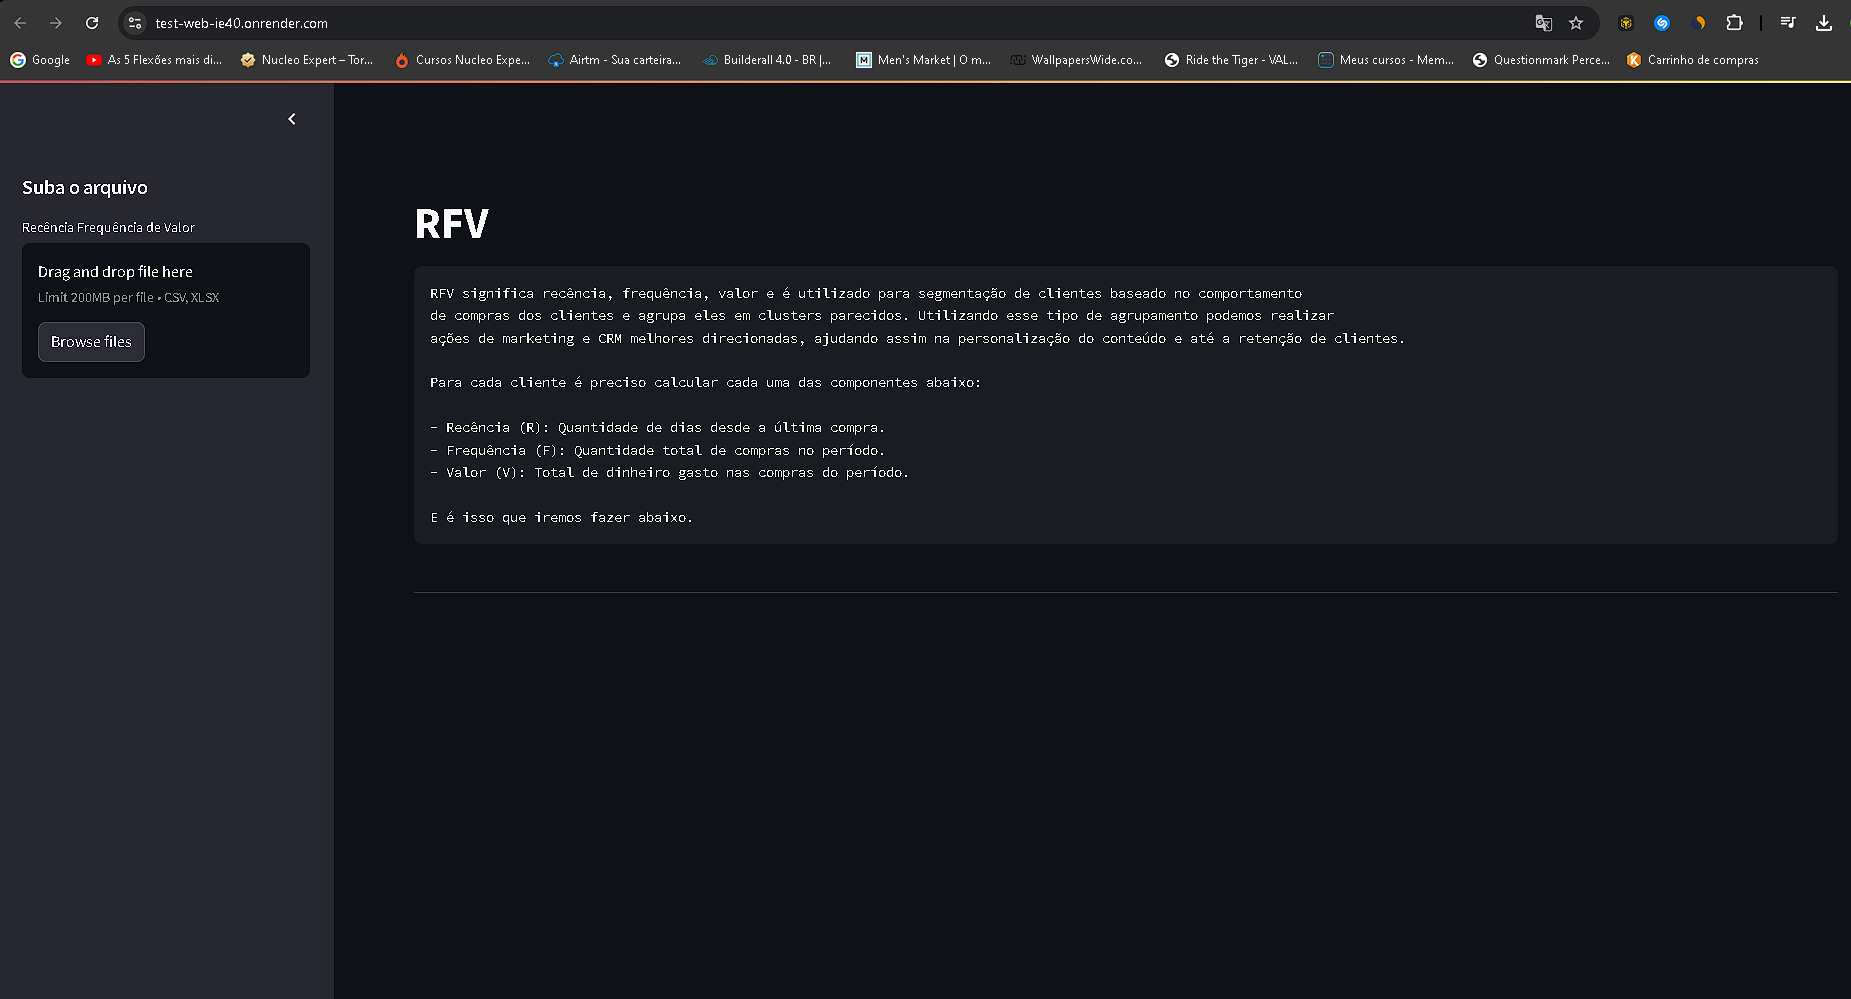 test-web-ie40.onrender.com
Google
As 5 Flexões mais di...
Nucleo Expert – Tor...
Cursos Nucleo Expe...
Airtm - Sua carteira...
Builderall 4.0 - BR |...
Men's Market | O m...
WallpapersWide.co...
Ride the Tiger - VAL...
Meus cursos - Mem...
Questionmark Perce...
Carrinho de compras
Suba o arquivo
Recência Frequência de Valor
Drag and drop file here
Limit 200MB per file • CSV, XLSX
Browse files
RFV
RFV significa recência, frequência, valor e é utilizado para segmentação de clientes baseado no comportamento
de compras dos clientes e agrupa eles em clusters parecidos. Utilizando esse tipo de agrupamento podemos realizar
ações de marketing e CRM melhores direcionadas, ajudando assim na personalização do conteúdo e até a retenção de clientes.
Para cada cliente é preciso calcular cada uma das componentes abaixo:
- Recência (R): Quantidade de dias desde a última compra.
- Frequência (F): Quantidade total de compras no período.
- Valor (V): Total de dinheiro gasto nas compras do período.
E é isso que iremos fazer abaixo.